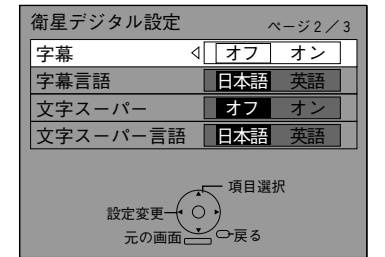 衛星デジタル設定 ページ2／3
字幕 オフ オン
字幕言語 日本語 英語
文字スーパー オフ オン
文字スーパー言語 日本語 英語
項目選択
設定変更
元の画面 戻る